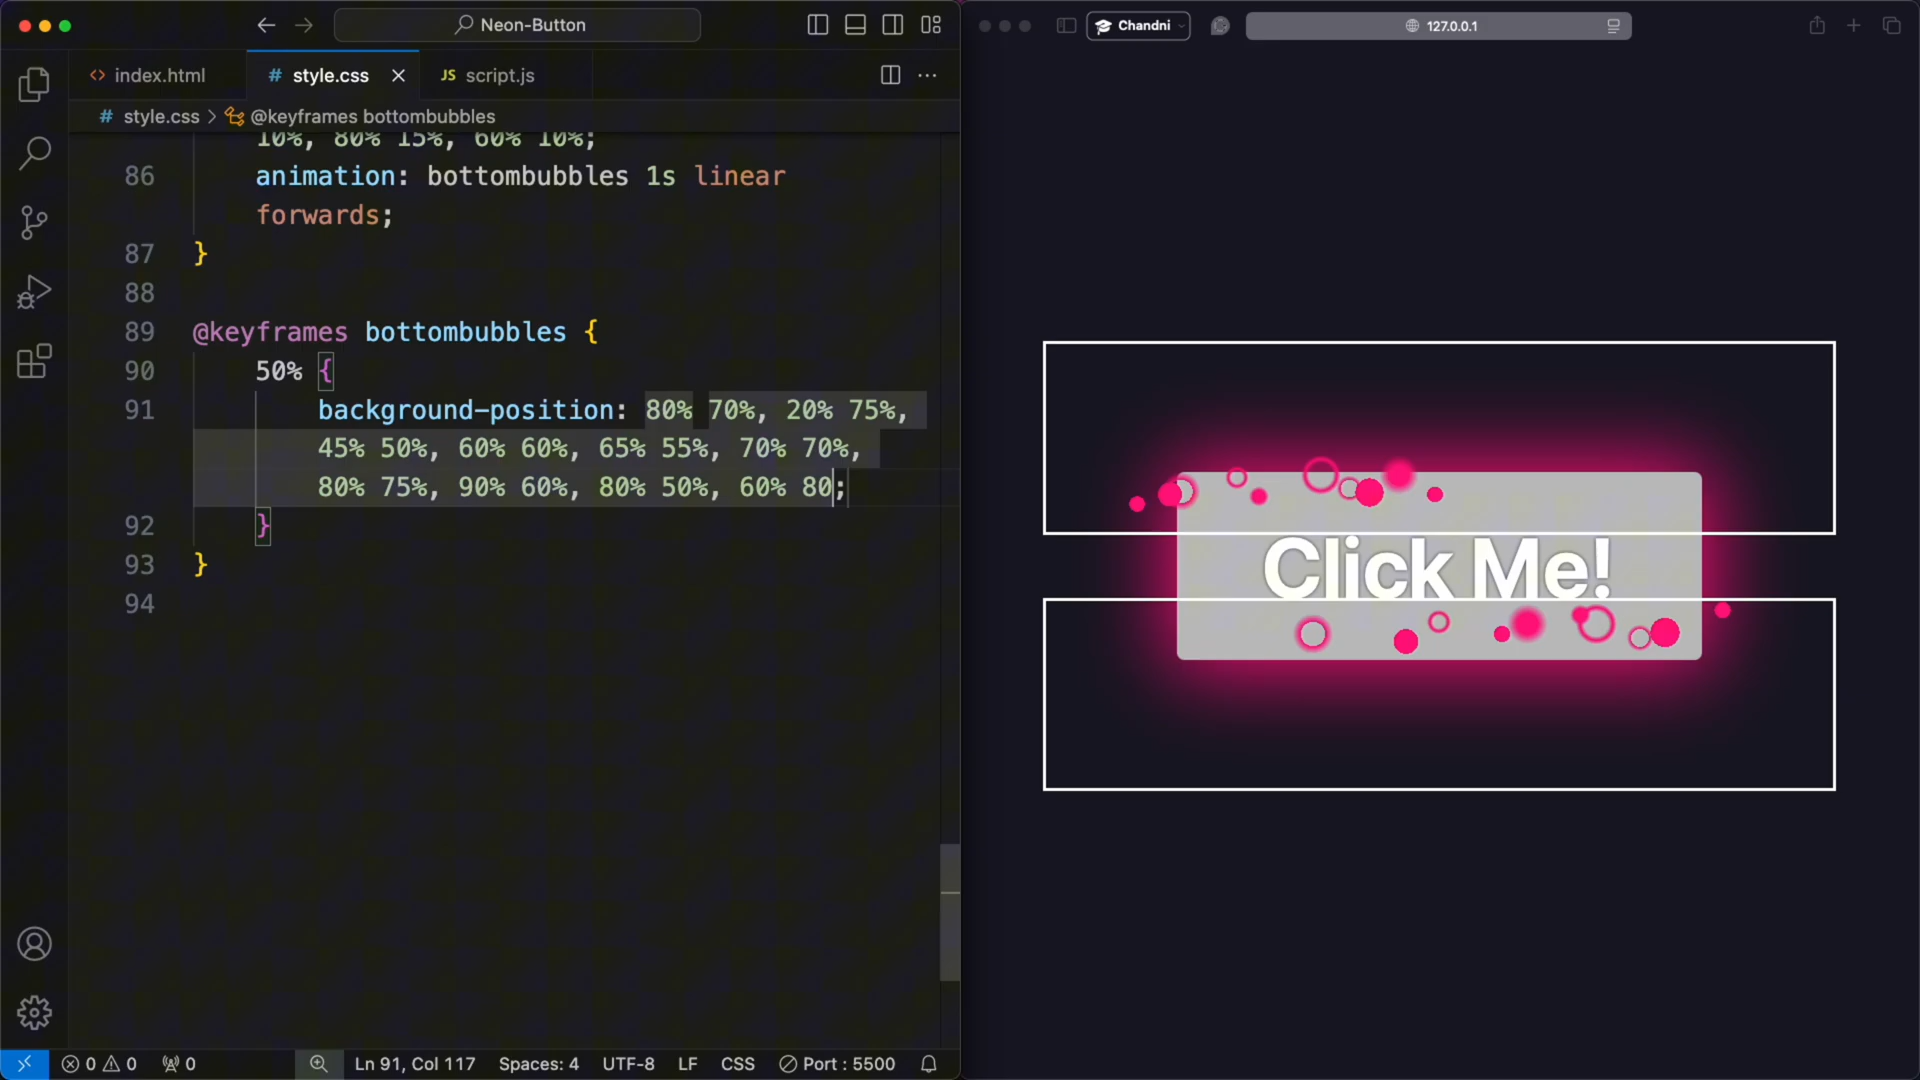 Neon-Button
Chandni
127.0.0.1
index.html
# style.css
JS script.js
# style.css > @keyframes bottombubbles
10%, 80% 15%, 60% 10%;
86 animation: bottombubbles 1s linear
forwards;
87 }
88
89 @keyframes bottombubbles {
90 50% {
91 background-position: 80% 70%, 20% 75%,
45% 50%, 60% 60%, 65% 55%, 70% 70%,
80% 75%, 90% 60%, 80% 50%, 60% 80;
92 }
93 }
94
Click Me!
0 0 0 Ln 91, Col 117 Spaces: 4 UTF-8 LF CSS Port : 5500